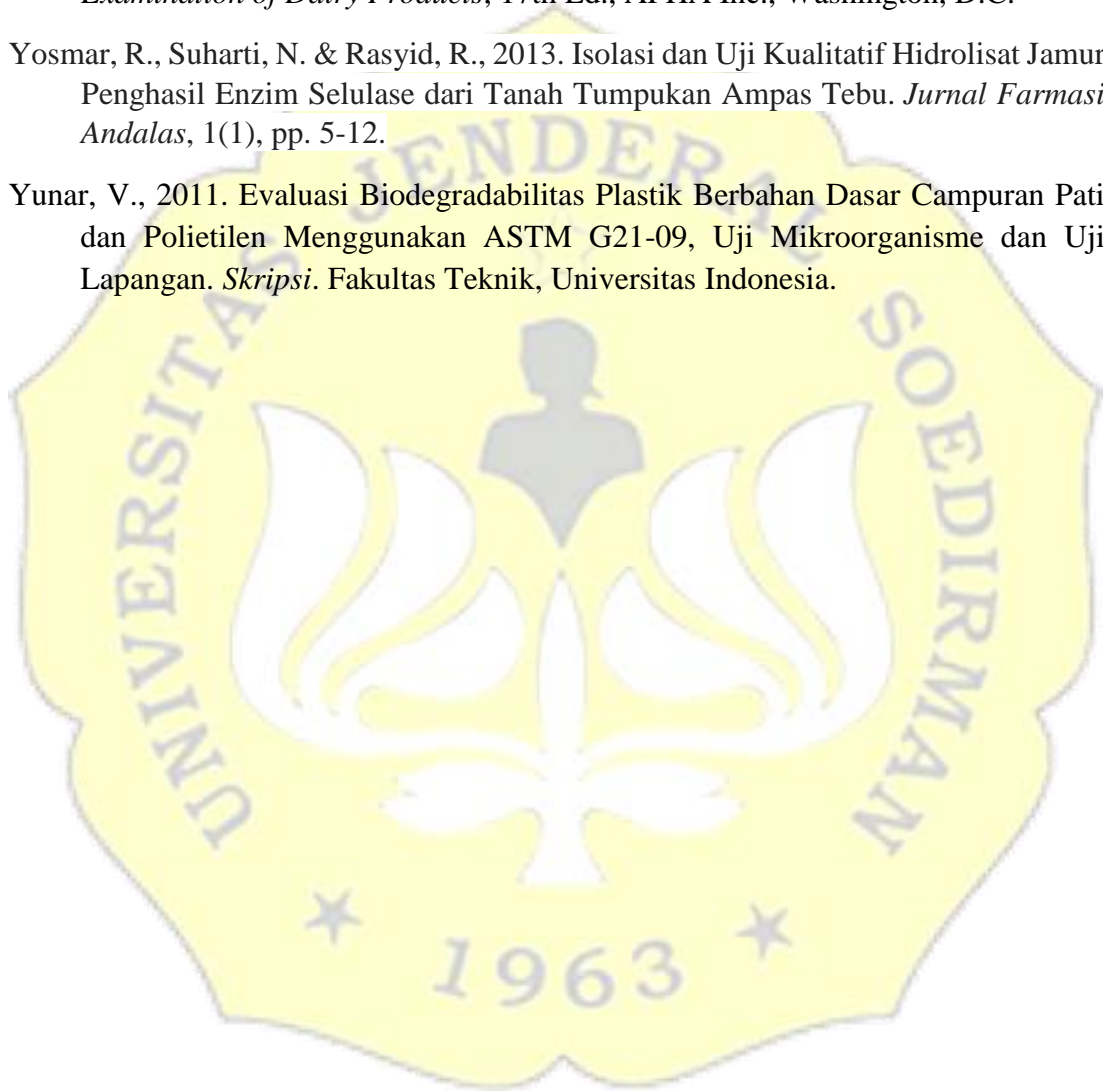 Examination of Dairy Products, 17th Ed., APHA Inc., Washington, D.C.
Yosmar, R., Suharti, N. & Rasyid, R., 2013. Isolasi dan Uji Kualitatif Hidrolisat Jamur
Penghasil Enzim Selulase dari Tanah Tumpukan Ampas Tebu. Jurnal Farmasi
Andalas, 1(1), pp. 5-12.
Yunar, V., 2011. Evaluasi Biodegradabilitas Plastik Berbahan Dasar Campuran Pati
dan Polietilen Menggunakan ASTM G21-09, Uji Mikroorganisme dan Uji
Lapangan. Skripsi. Fakultas Teknik, Universitas Indonesia.
UNIVERSITAS JENDERAL SOEDIRMAN
1963